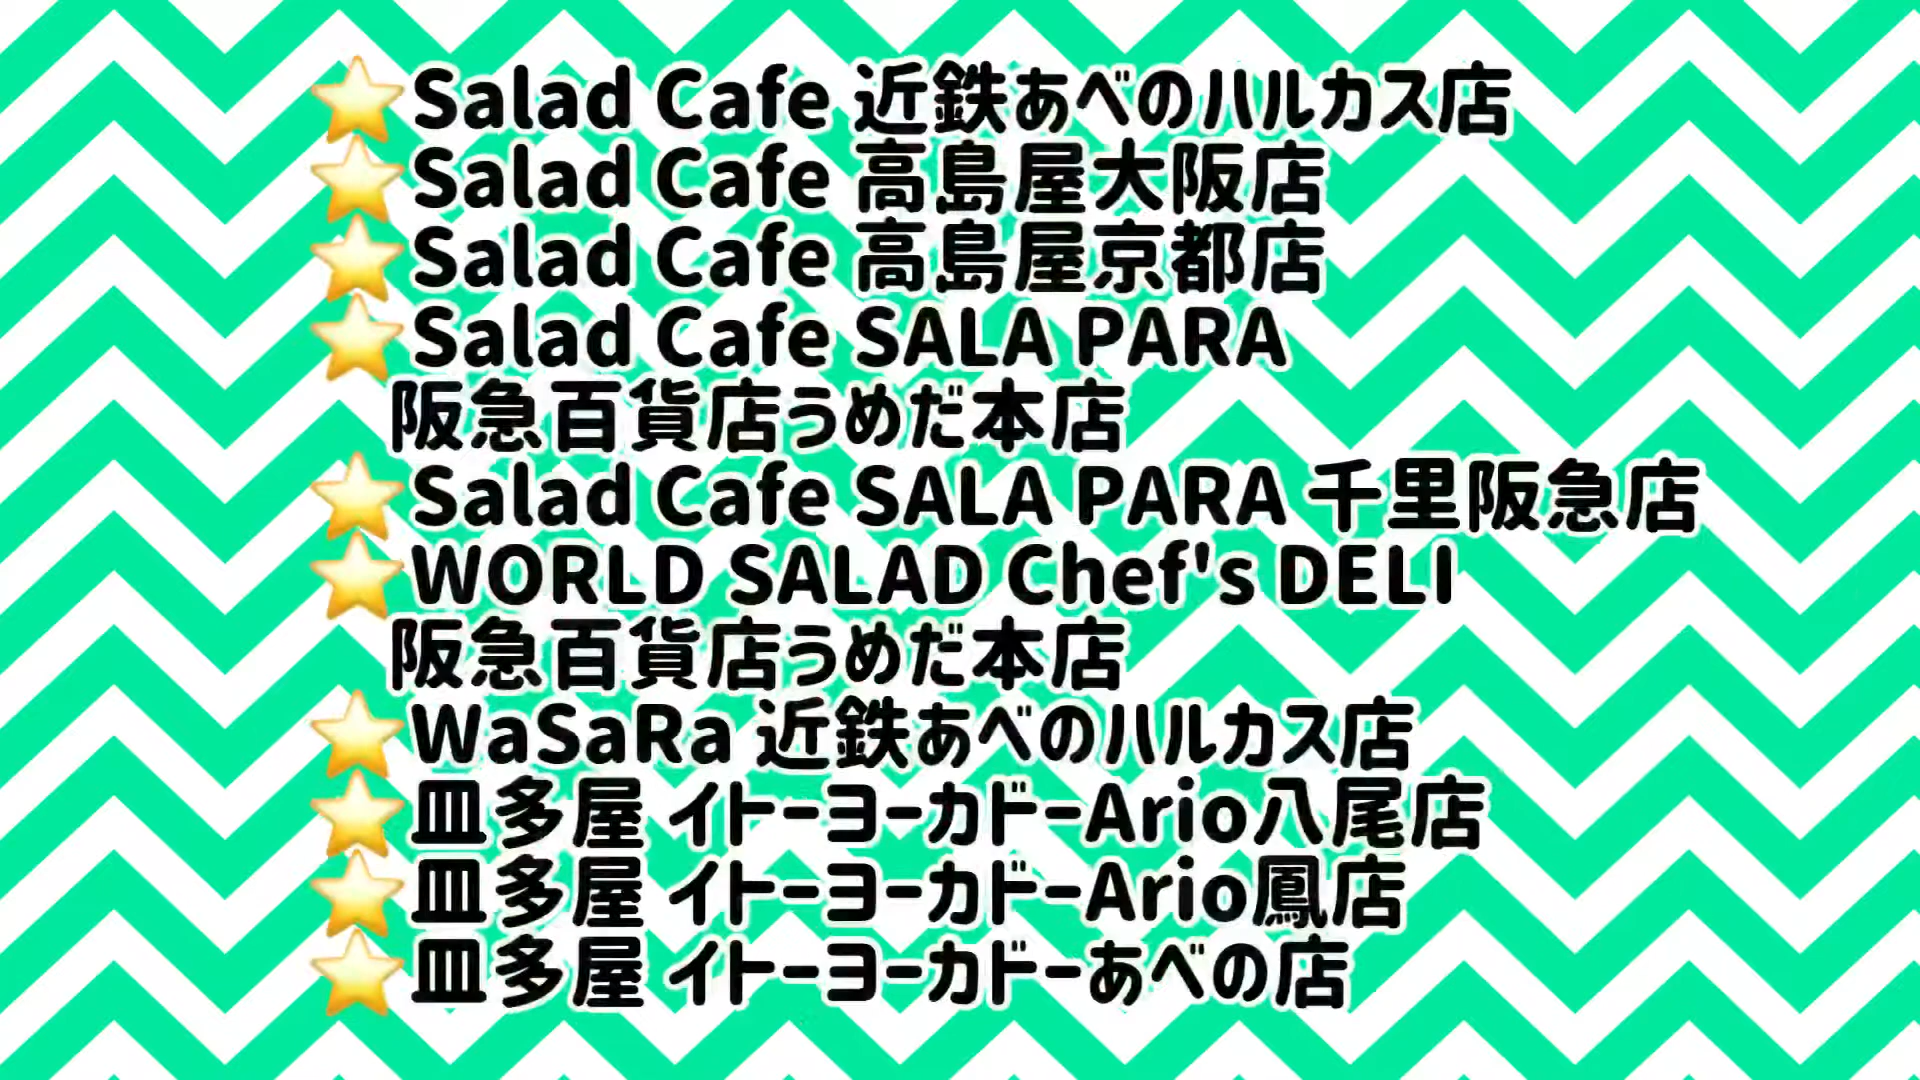 ⭐Salad Cafe 近鉄あべのハルカス店
⭐Salad Cafe 高島屋大阪店
⭐Salad Cafe 高島屋京都店
⭐Salad Cafe SALA PARA
阪急百貨店うめだ本店
⭐Salad Cafe SALA PARA 千里阪急店
⭐WORLD SALAD Chef's DELI
阪急百貨店うめだ本店
⭐WaSaRa 近鉄あべのハルカス店
⭐皿多屋 イトーヨーカドーArio八尾店
⭐皿多屋 イトーヨーカドーArio鳳店
⭐皿多屋 イトーヨーカドーあべの店